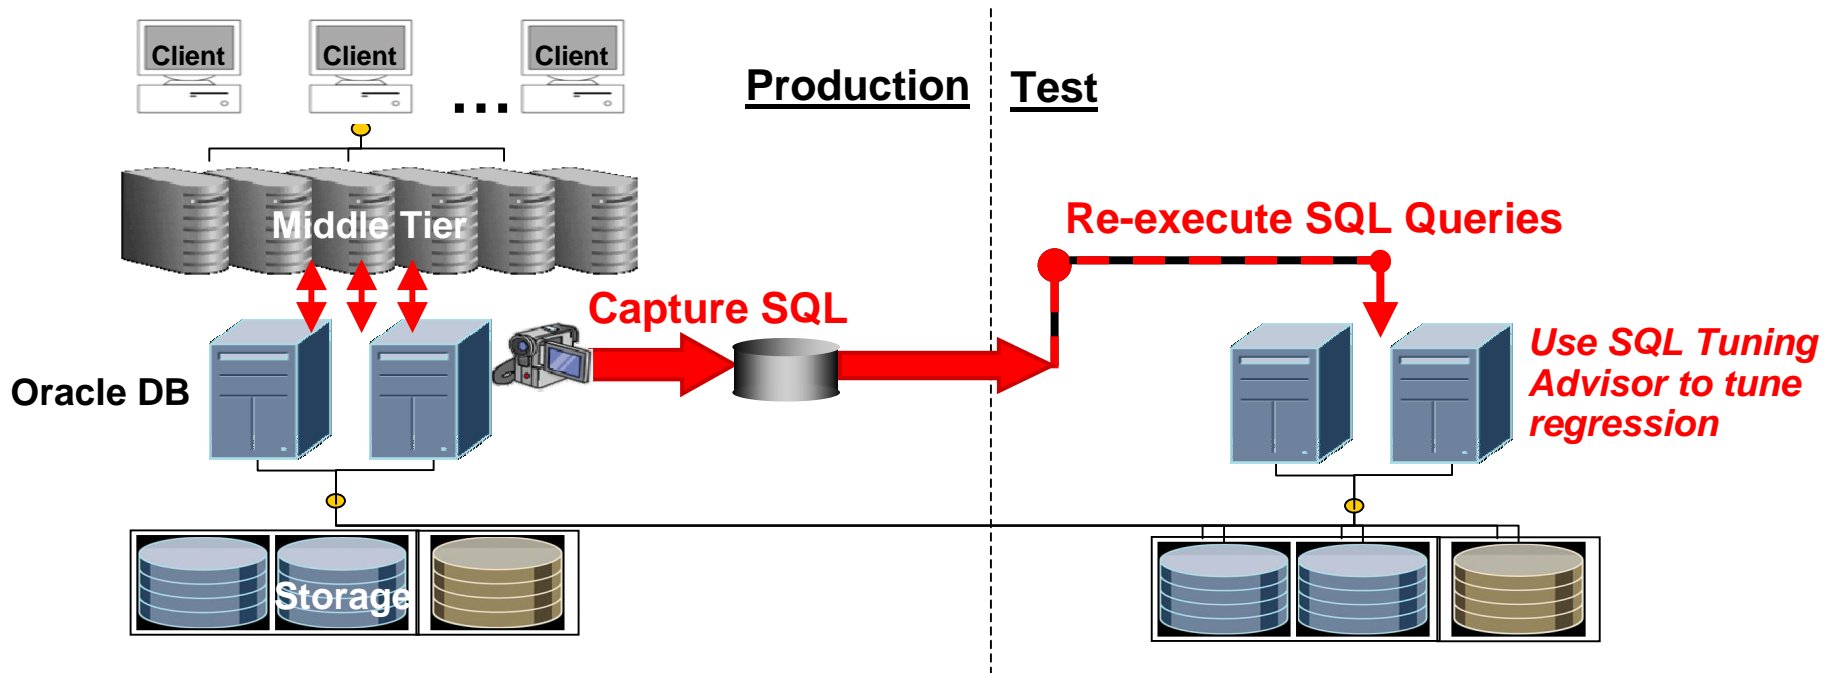 Client
Client
Client
...
Production
Test
Middle Tier
Re-execute SQL Queries
Capture SQL
Oracle DB
Use SQL Tuning
Advisor to tune
regression
Storage